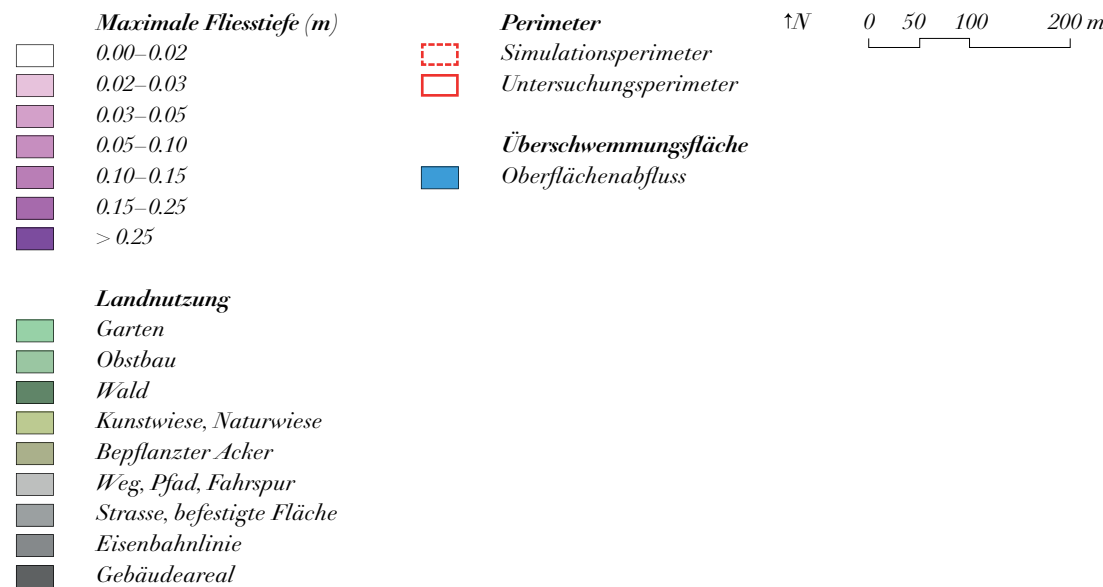 Maximale Fliesstiefe (m)
0.00–0.02
0.02–0.03
0.03–0.05
0.05–0.10
0.10–0.15
0.15–0.25
> 0.25
Landnutzung
Garten
Obstbau
Wald
Kunstwiese, Naturwiese
Bepflanzter Acker
Weg, Pfad, Fahrspur
Strasse, befestigte Fläche
Eisenbahnlinie
Gebäudeareal
Perimeter
Simulationsperimeter
Untersuchungsperimeter
Überschwemmungsfläche
Oberflächenabfluss
↑N 0 50 100 200 m